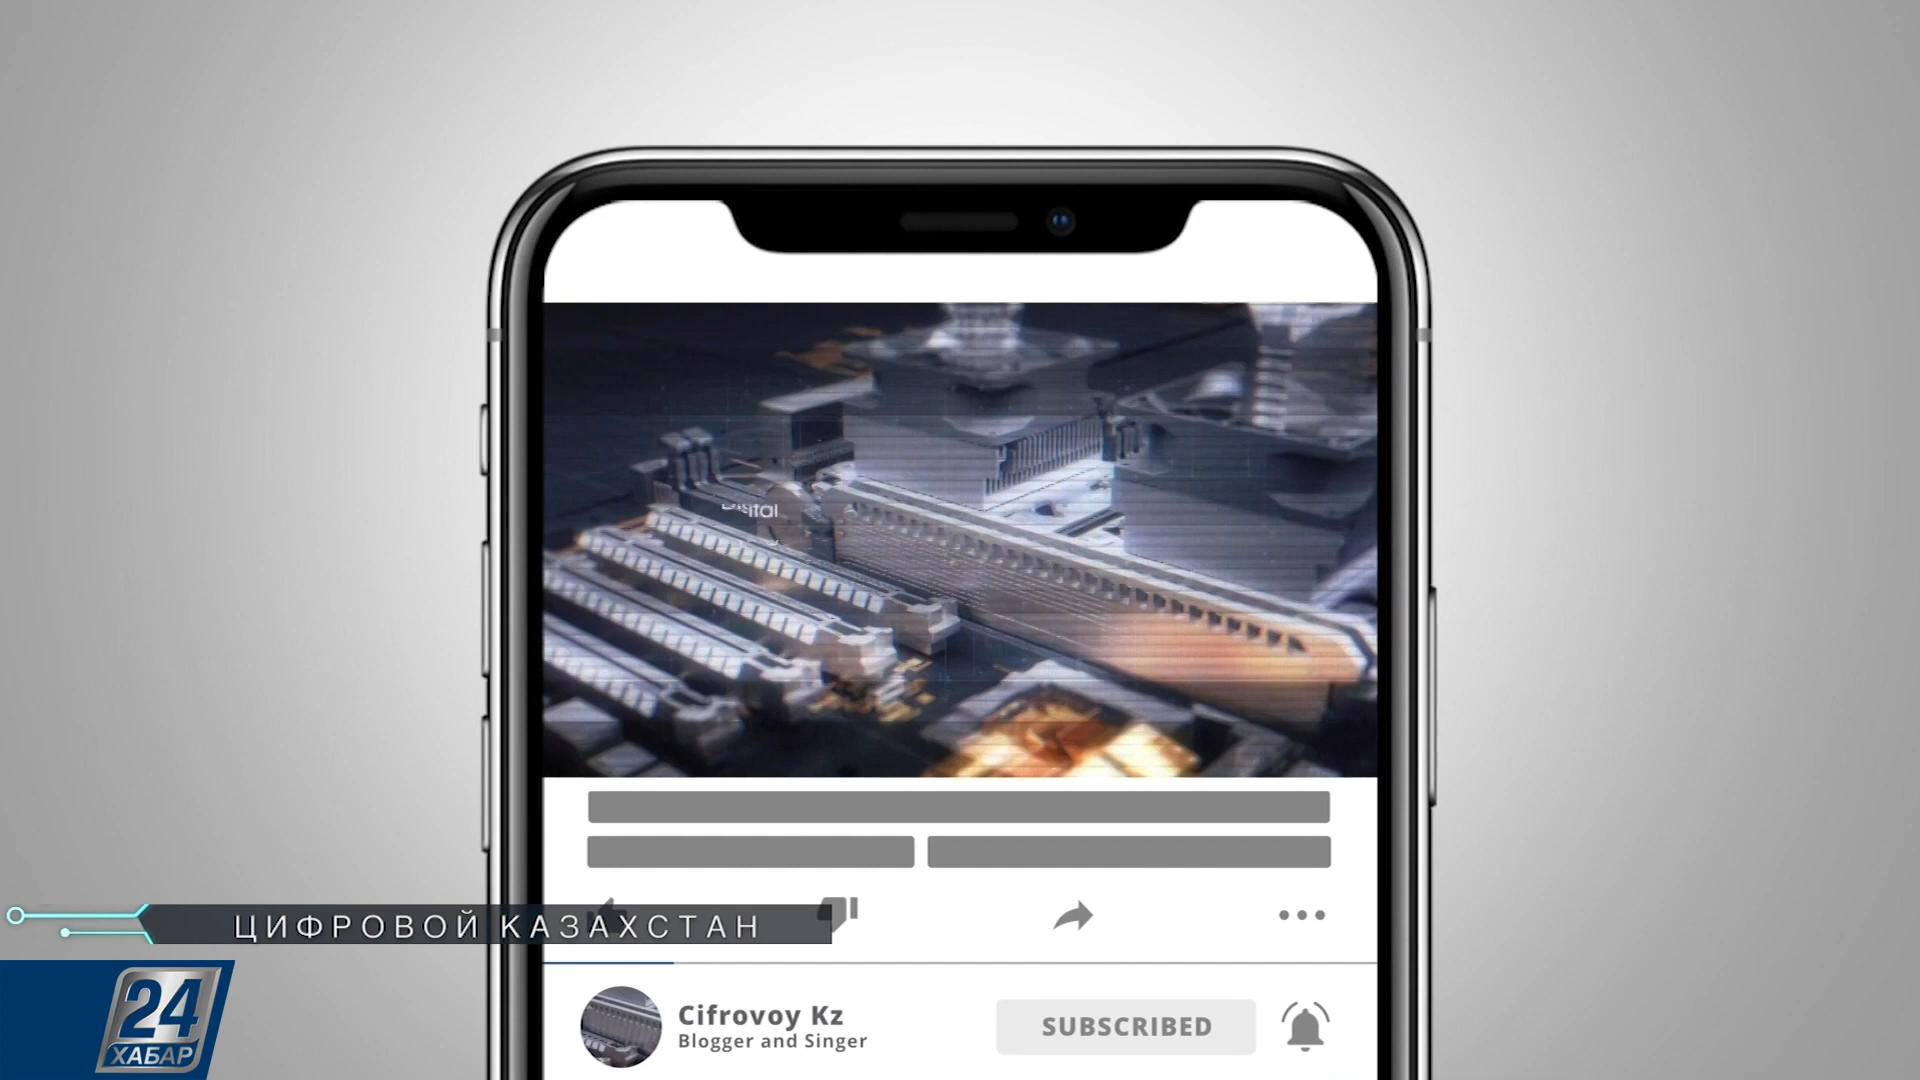 ЦИФРОВОЙ КАЗАХСТАН
24
ХАБАР
Cifrovoy Kz
Blogger and Singer
SUBSCRIBED